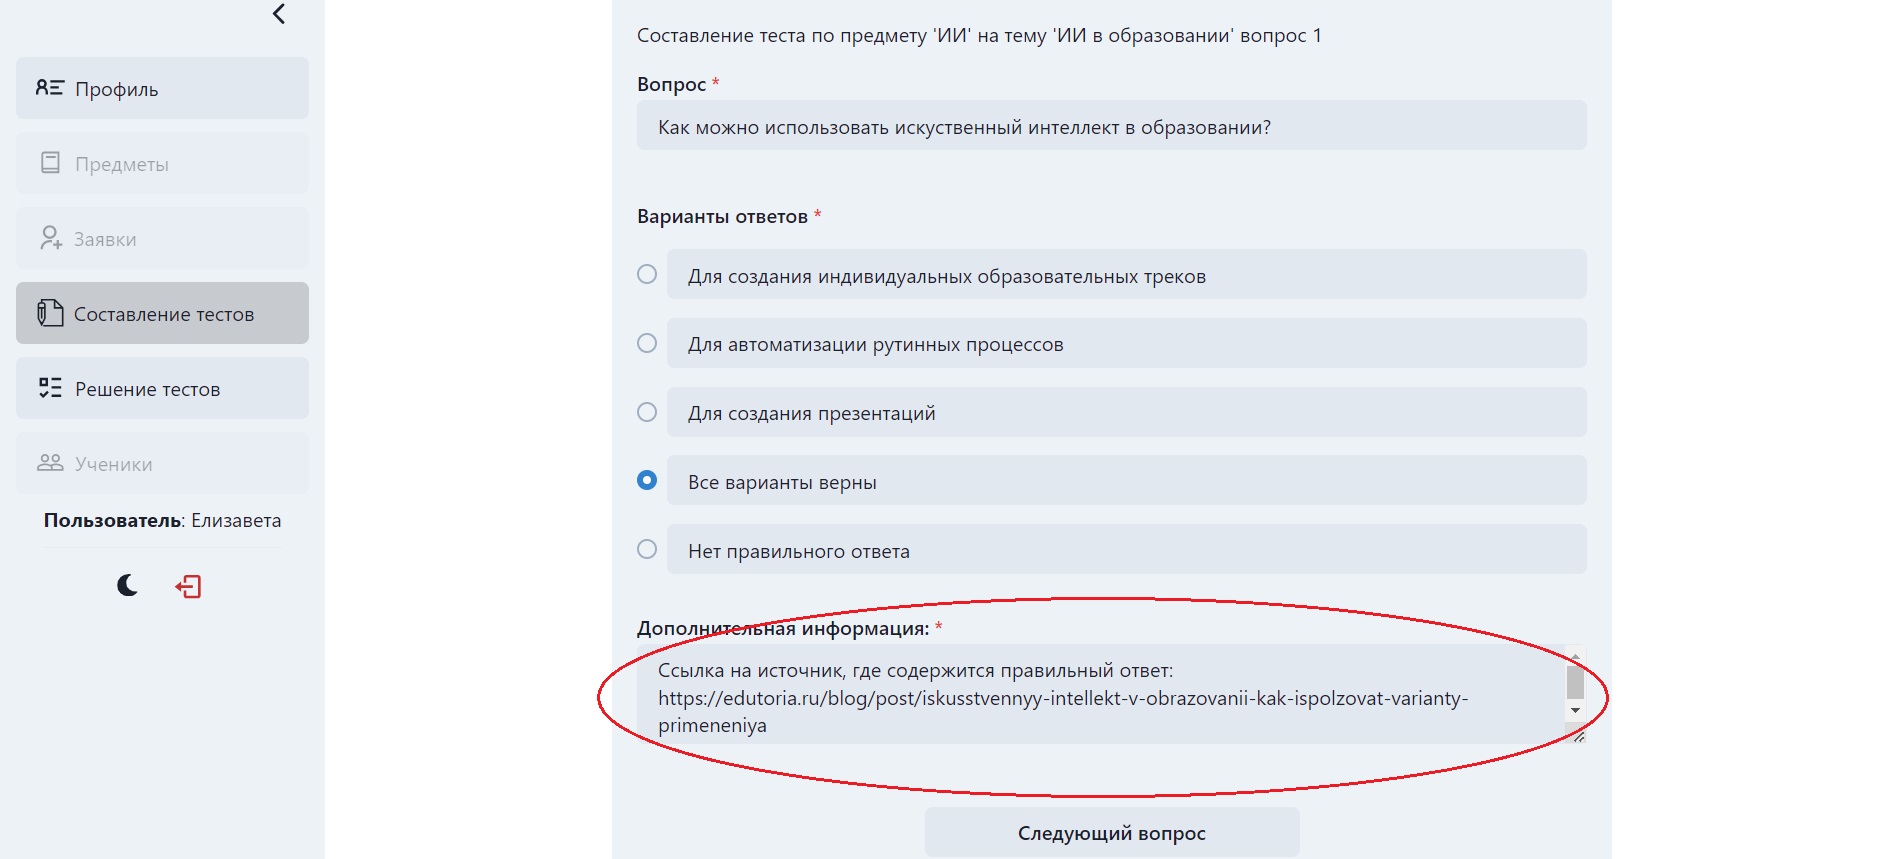 Профиль
Предметы
Заявки
Составление тестов
Решение тестов
Ученики
Пользователь: Елизавета
Составление теста по предмету 'ИИ' на тему 'ИИ в образовании' вопрос 1
Вопрос *
Как можно использовать искуственный интеллект в образовании?
Варианты ответов *
Для создания индивидуальных образовательных треков
Для автоматизации рутинных процессов
Для создания презентаций
Все варианты верны
Нет правильного ответа
Дополнительная информация: *
Ссылка на источник, где содержится правильный ответ:
https://edutoria.ru/blog/post/iskusstvennyy-intellekt-v-obrazovanii-kak-ispolzovat-varianty-
primeneniya
Следующий вопрос